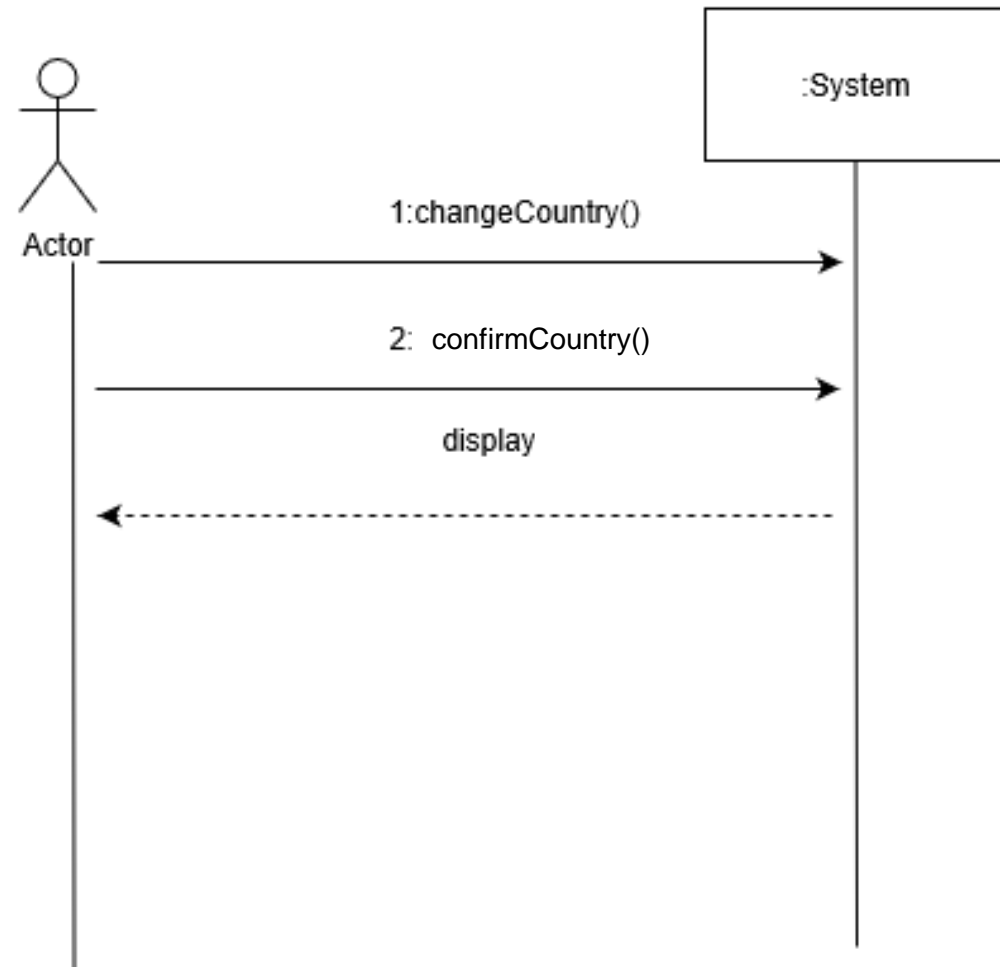 :System
Actor
1:changeCountry()
2: confirmCountry()
display